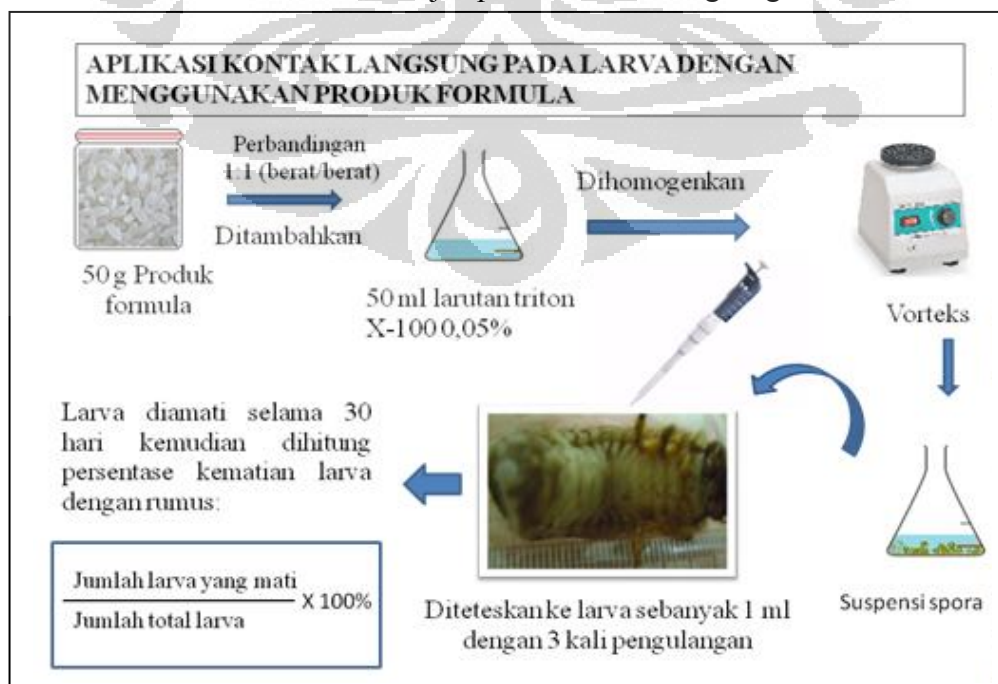 APLIKASI KONTAK LANGSUNG PADA LARVA DENGAN
MENGGUNAKAN PRODUK FORMULA
Perbandingan
1:1 (berat/berat)
Ditambahkan
Dihomogenkan
50 g Produk
formula
50 ml larutan triton
X-100 0,05%
Vorteks
Larva diamati selama 30
hari kemudian dihitung
persentase kematian larva
dengan rumus:
Jumlah larva yang mati
Jumlah total larva
X 100%
Diteteskan ke larva sebanyak 1 ml
dengan 3 kali pengulangan
Suspensi spora